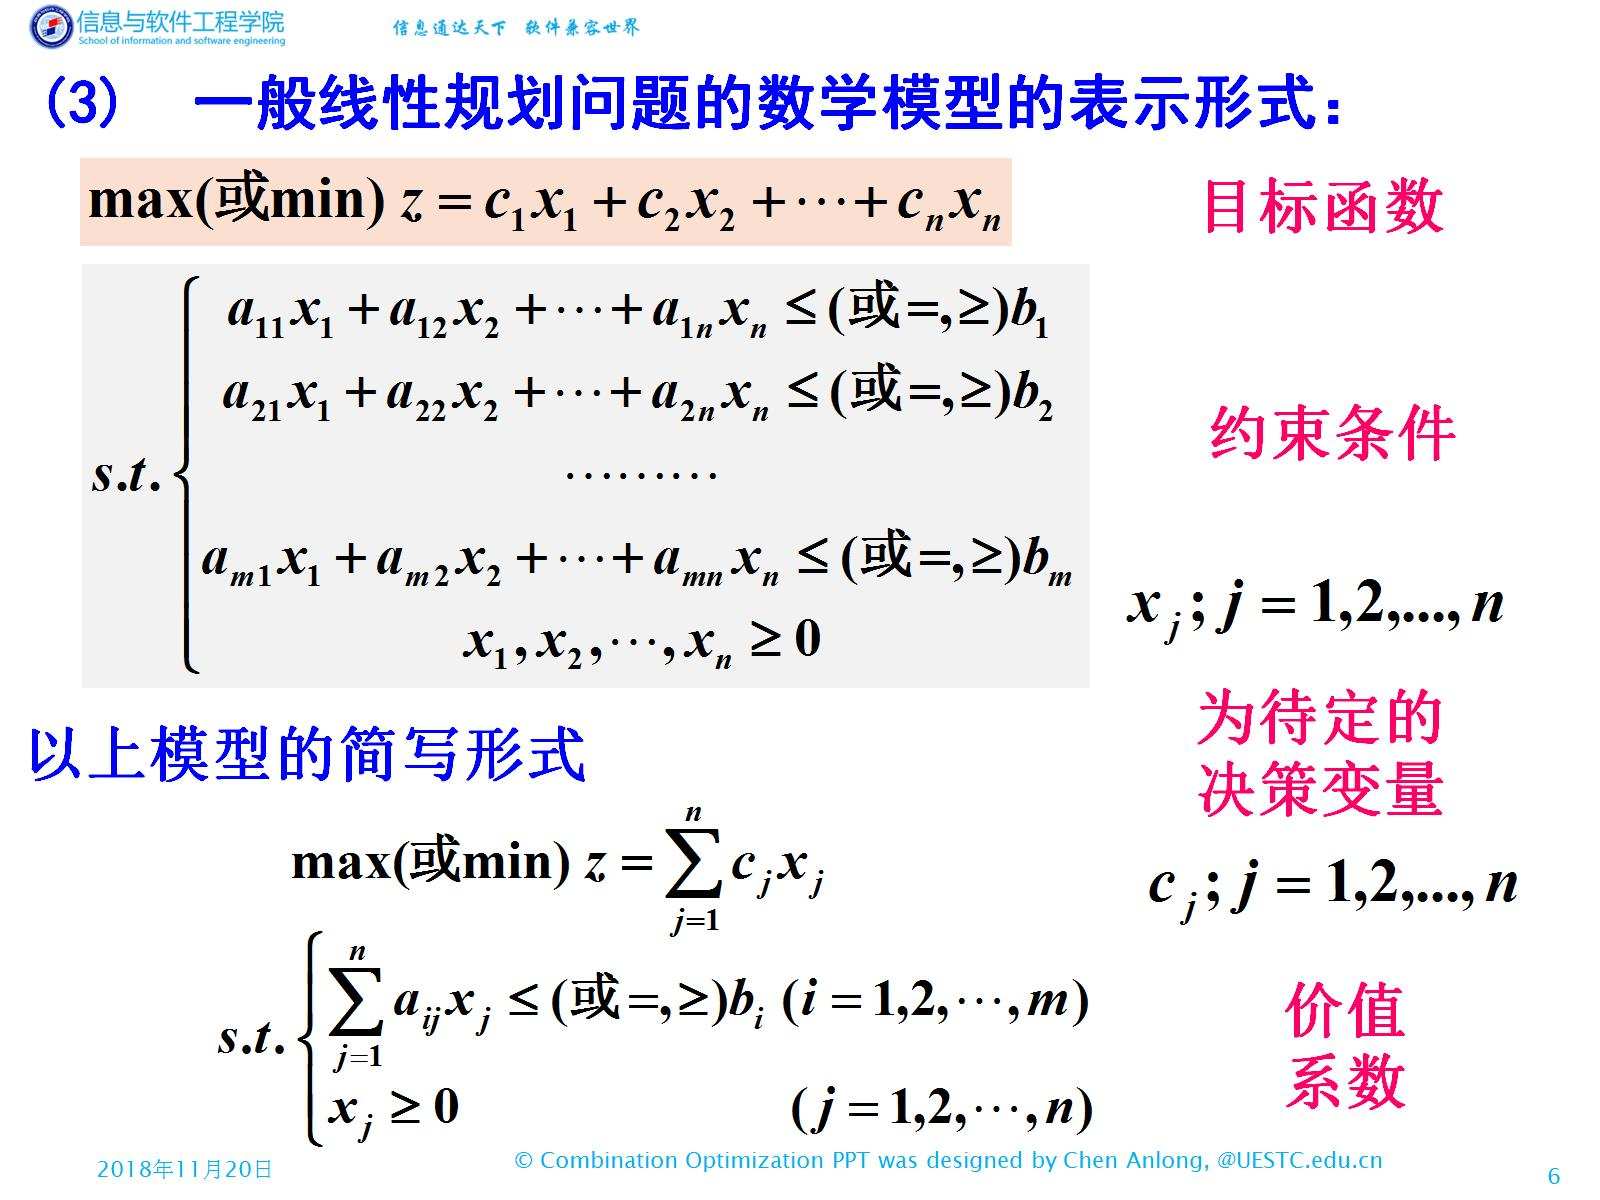 信息与软件工程学院
School of information and software engineering
信息通达天下 软件兼容世界
(3) 一般线性规划问题的数学模型的表示形式：
max(或min) z = c₁x₁ + c₂x₂ + ⋯ + cₙxₙ
目标函数
a₁₁x₁ + a₁₂x₂ + ⋯ + a₁ₙxₙ ≤ (或 =, ≥)b₁
a₂₁x₁ + a₂₂x₂ + ⋯ + a₂ₙxₙ ≤ (或 =, ≥)b₂
约束条件
s.t.
⋯⋯⋯
aₘ₁x₁ + aₘ₂x₂ + ⋯ + aₘₙxₙ ≤ (或 =, ≥)bₘ
x₁, x₂, ⋯, xₙ ≥ 0
xⱼ; j = 1,2,..., n
为待定的
决策变量
以上模型的简写形式
max(或min) z = ∑ⱼ₌₁ⁿ cⱼxⱼ
cⱼ; j = 1,2,..., n
价值
系数
s.t.
∑ⱼ₌₁ⁿ aᵢⱼxⱼ ≤ (或 =, ≥)bᵢ (i = 1,2, ⋯, m)
xⱼ ≥ 0 (j = 1,2, ⋯, n)
2018年11月20日
© Combination Optimization PPT was designed by Chen Anlong, @UESTC.edu.cn
6